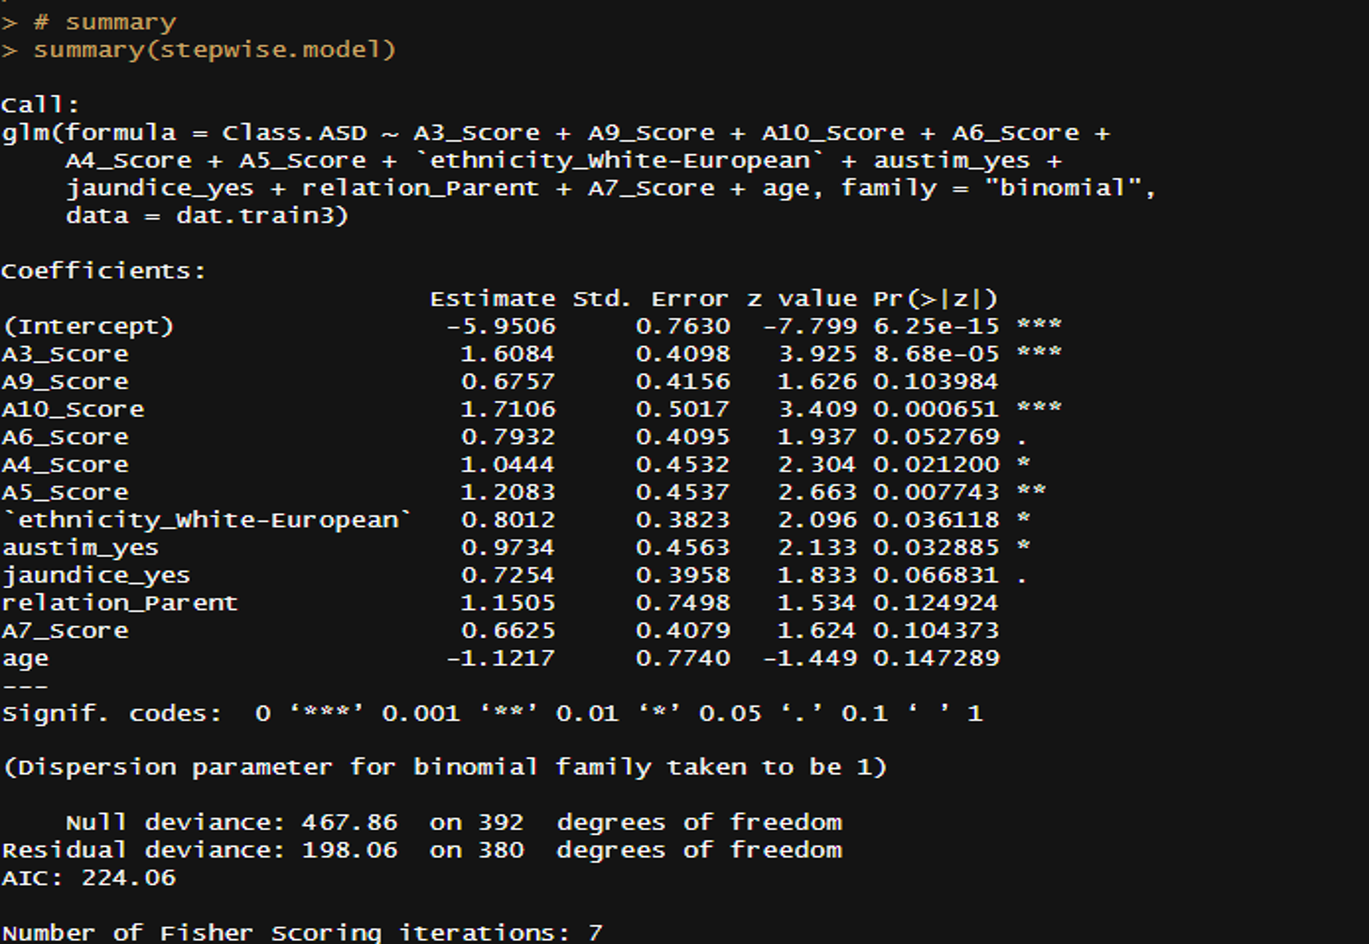 > # summary
> summary(stepwise.model)
Call:
glm(formula = Class.ASD ~ A3_Score + A9_Score + A10_Score + A6_Score +
A4_Score + A5_Score + `ethnicity_White-European` + austim_yes +
jaundice_yes + relation_Parent + A7_Score + age, family = "binomial",
data = dat.train3)
Coefficients:
Estimate Std. Error z value Pr(>|z|)
(Intercept) -5.9506 0.7630 -7.799 6.25e-15 ***
A3_Score 1.6084 0.4098 3.925 8.68e-05 ***
A9_Score 0.6757 0.4156 1.626 0.103984
A10_Score 1.7106 0.5017 3.409 0.000651 ***
A6_Score 0.7932 0.4095 1.937 0.052769 .
A4_Score 1.0444 0.4532 2.304 0.021200 *
A5_Score 1.2083 0.4537 2.663 0.007743 **
`ethnicity_White-European` 0.8012 0.3823 2.096 0.036118 *
austim_yes 0.9734 0.4563 2.133 0.032885 *
jaundice_yes 0.7254 0.3958 1.833 0.066831 .
relation_Parent 1.1505 0.7498 1.534 0.124924
A7_Score 0.6625 0.4079 1.624 0.104373
age -1.1217 0.7740 -1.449 0.147289
---
Signif. codes: 0 ‘***’ 0.001 ‘**’ 0.01 ‘*’ 0.05 ‘.’ 0.1 ‘ ’ 1
(Dispersion parameter for binomial family taken to be 1)
Null deviance: 467.86 on 392 degrees of freedom
Residual deviance: 198.06 on 380 degrees of freedom
AIC: 224.06
Number of Fisher Scoring iterations: 7